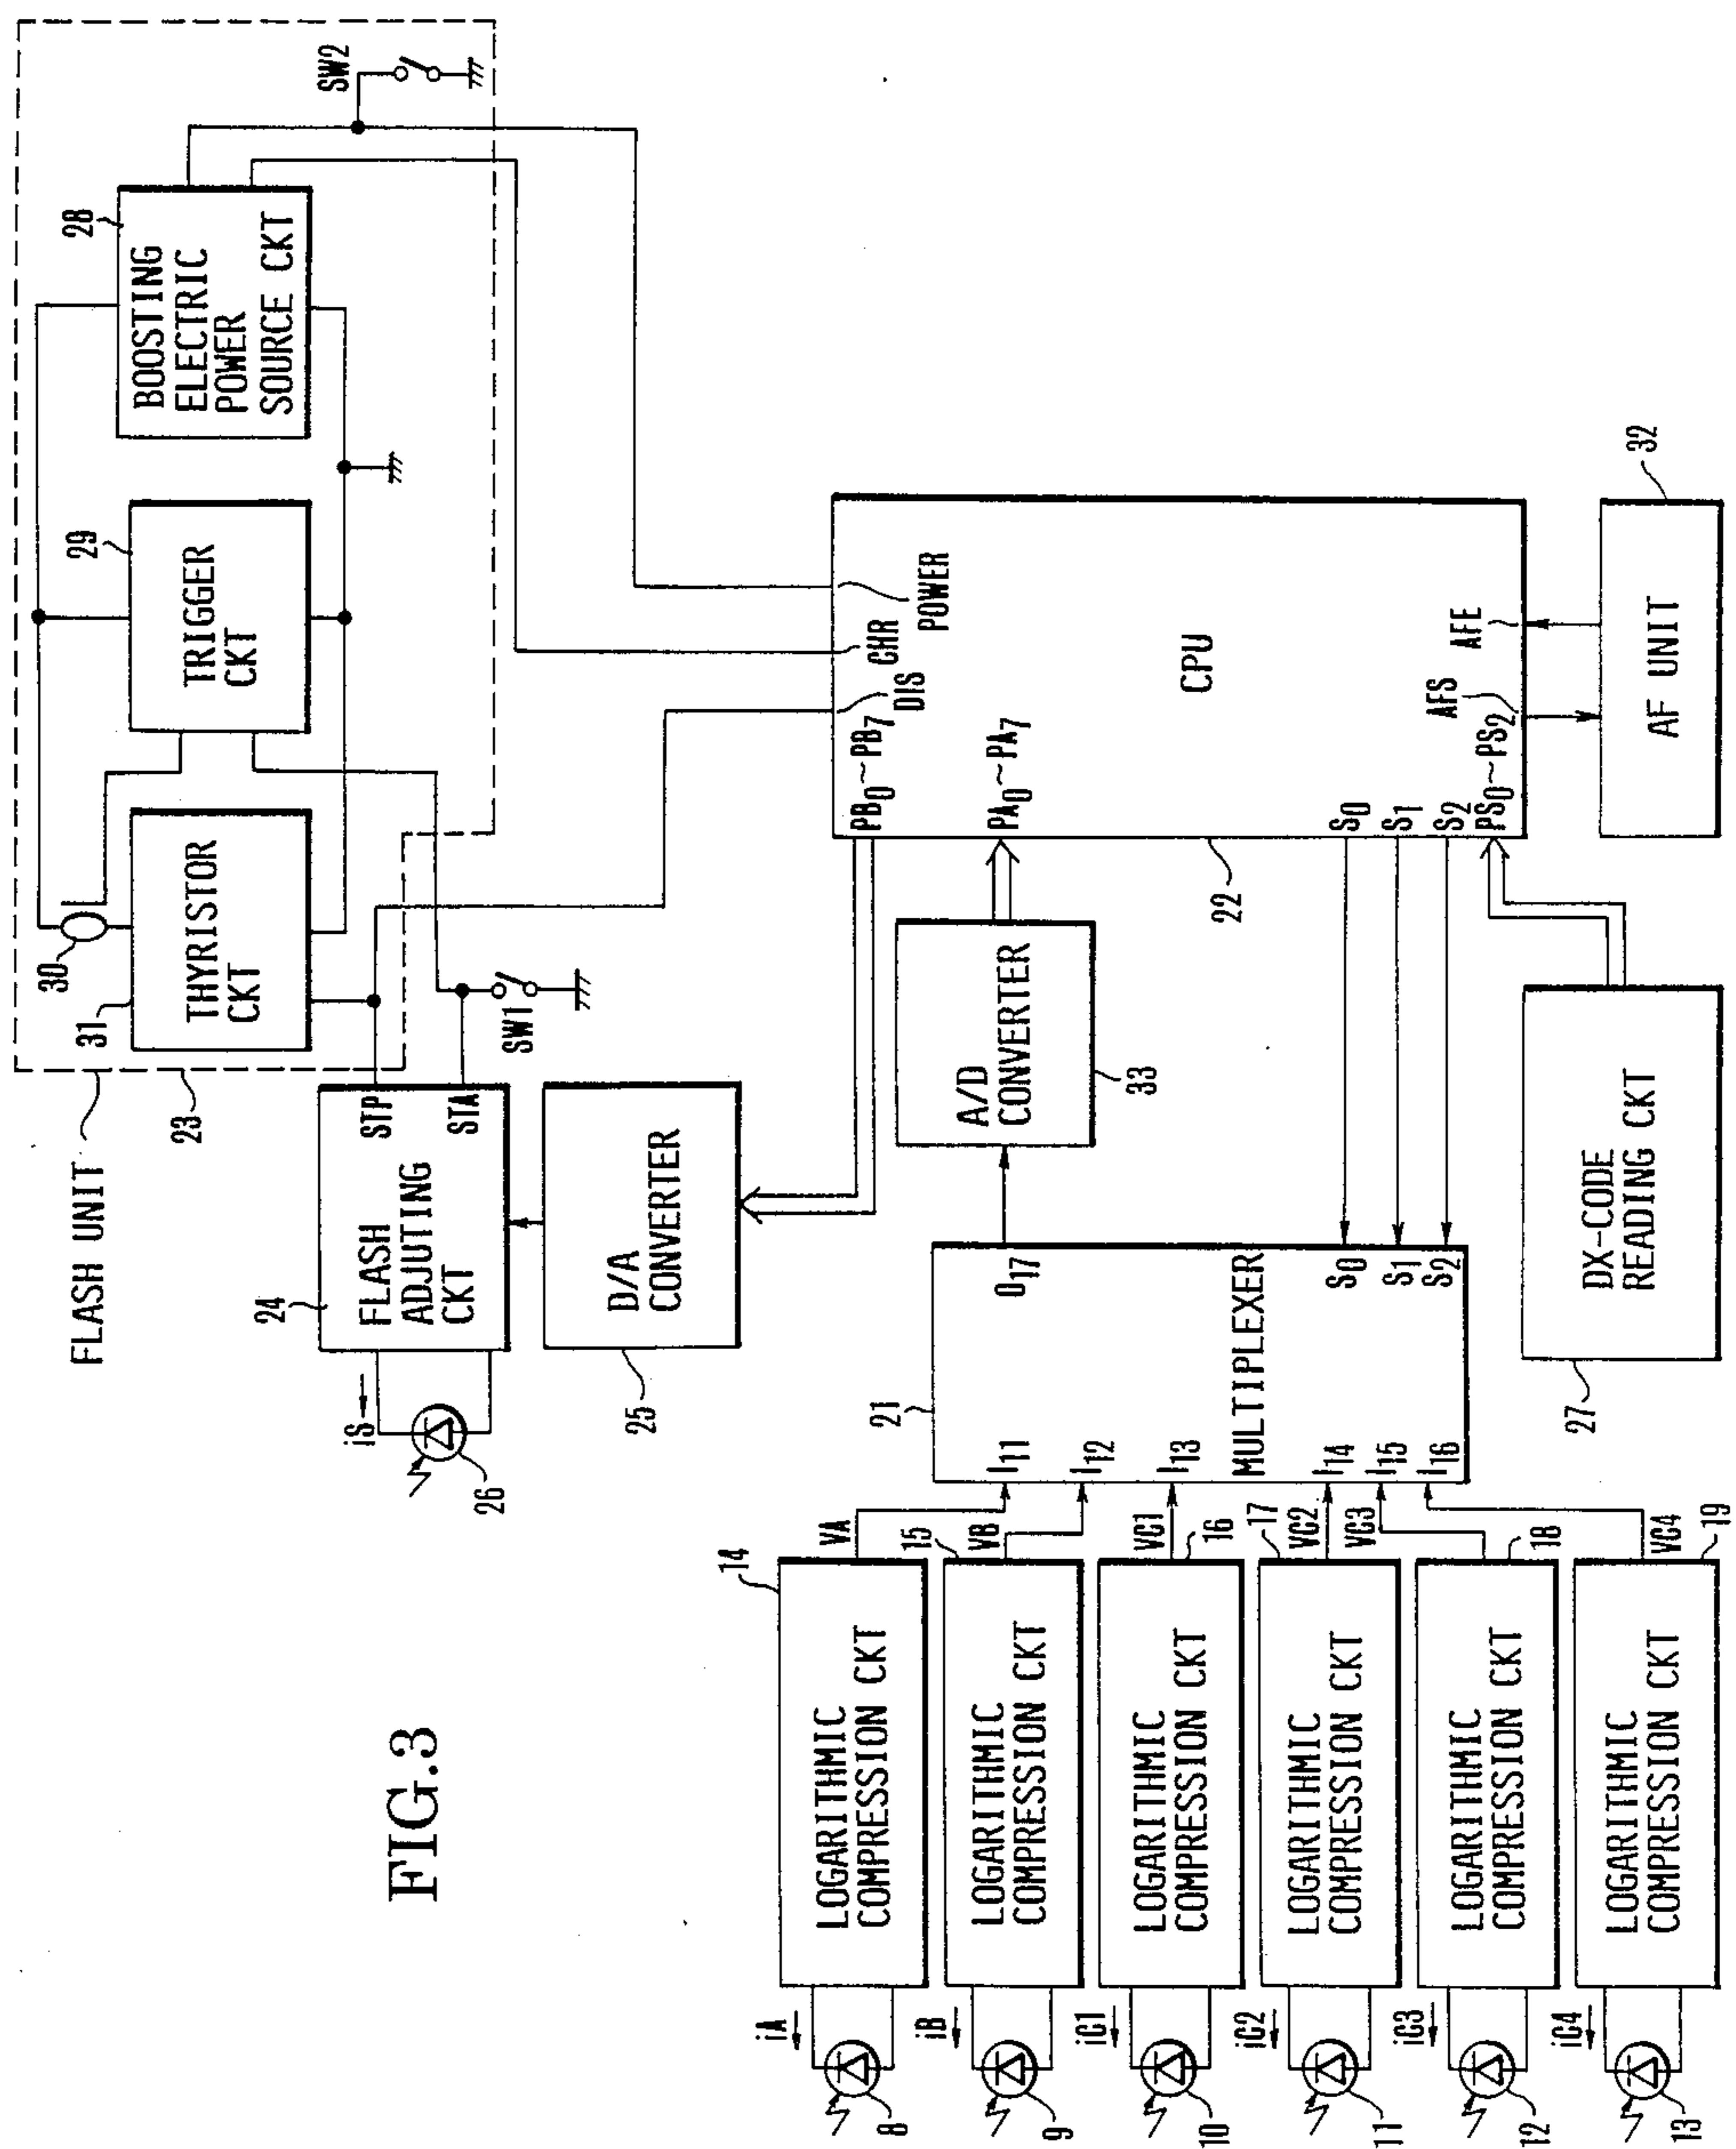 FIG.3
FLASH UNIT
23
31
THYRISTOR
CKT
30
29
TRIGGER
CKT
28
BOOSTING
ELECTRIC
POWER
SOURCE CKT
SW2
24
FLASH
ADJUTING
CKT
STP
STA
SW1
iS
26
25
D/A
CONVERTER
8
iA
14
LOGARITHMIC
COMPRESSION CKT
VA
9
iB
15
LOGARITHMIC
COMPRESSION CKT
VB
10
iC1
LOGARITHMIC
COMPRESSION CKT
16
VC1
11
iC2
17
LOGARITHMIC
COMPRESSION CKT
VC2
12
iC3
LOGARITHMIC
COMPRESSION CKT
18
VC3
13
iC4
LOGARITHMIC
COMPRESSION CKT
19
VC4
21
MULTIPLEXER
I11
I12
I13
I14
I15
I16
O17
S0
S1
S2
A/D
CONVERTER
33
CPU
22
PB0~PB7
DIS
CHR
POWER
PA0~PA7
S0
S1
S2
PS0~PS2
AFS
AFE
27
DX-CODE
READING CKT
AF UNIT
32